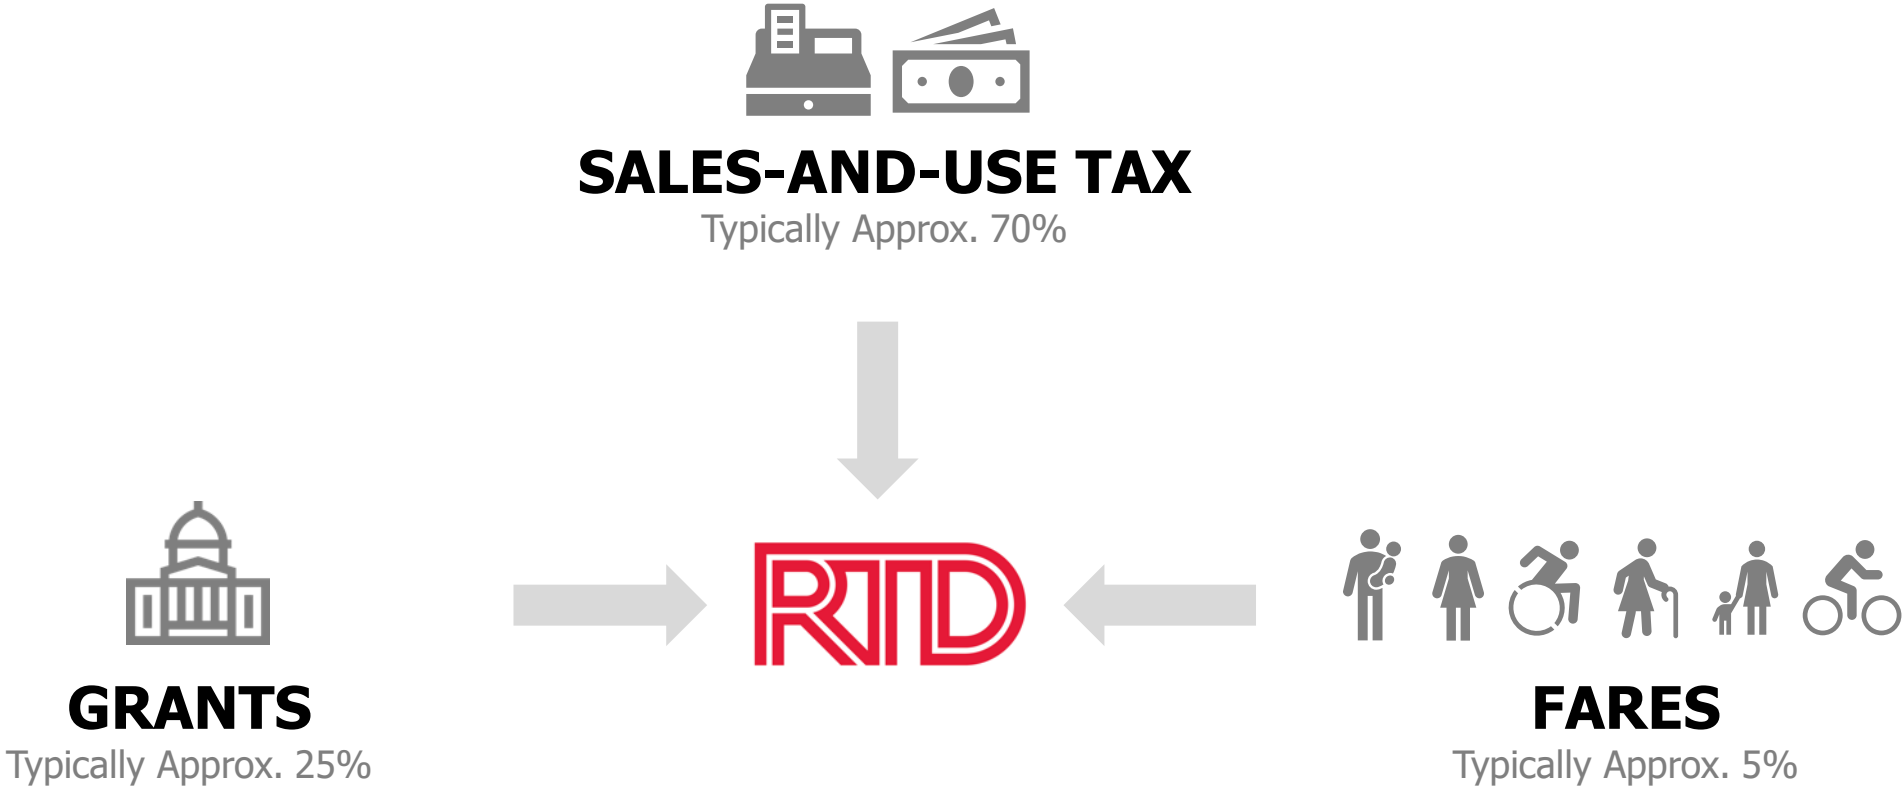 SALES-AND-USE TAX
Typically Approx. 70%
RTD
GRANTS
Typically Approx. 25%
FARES
Typically Approx. 5%